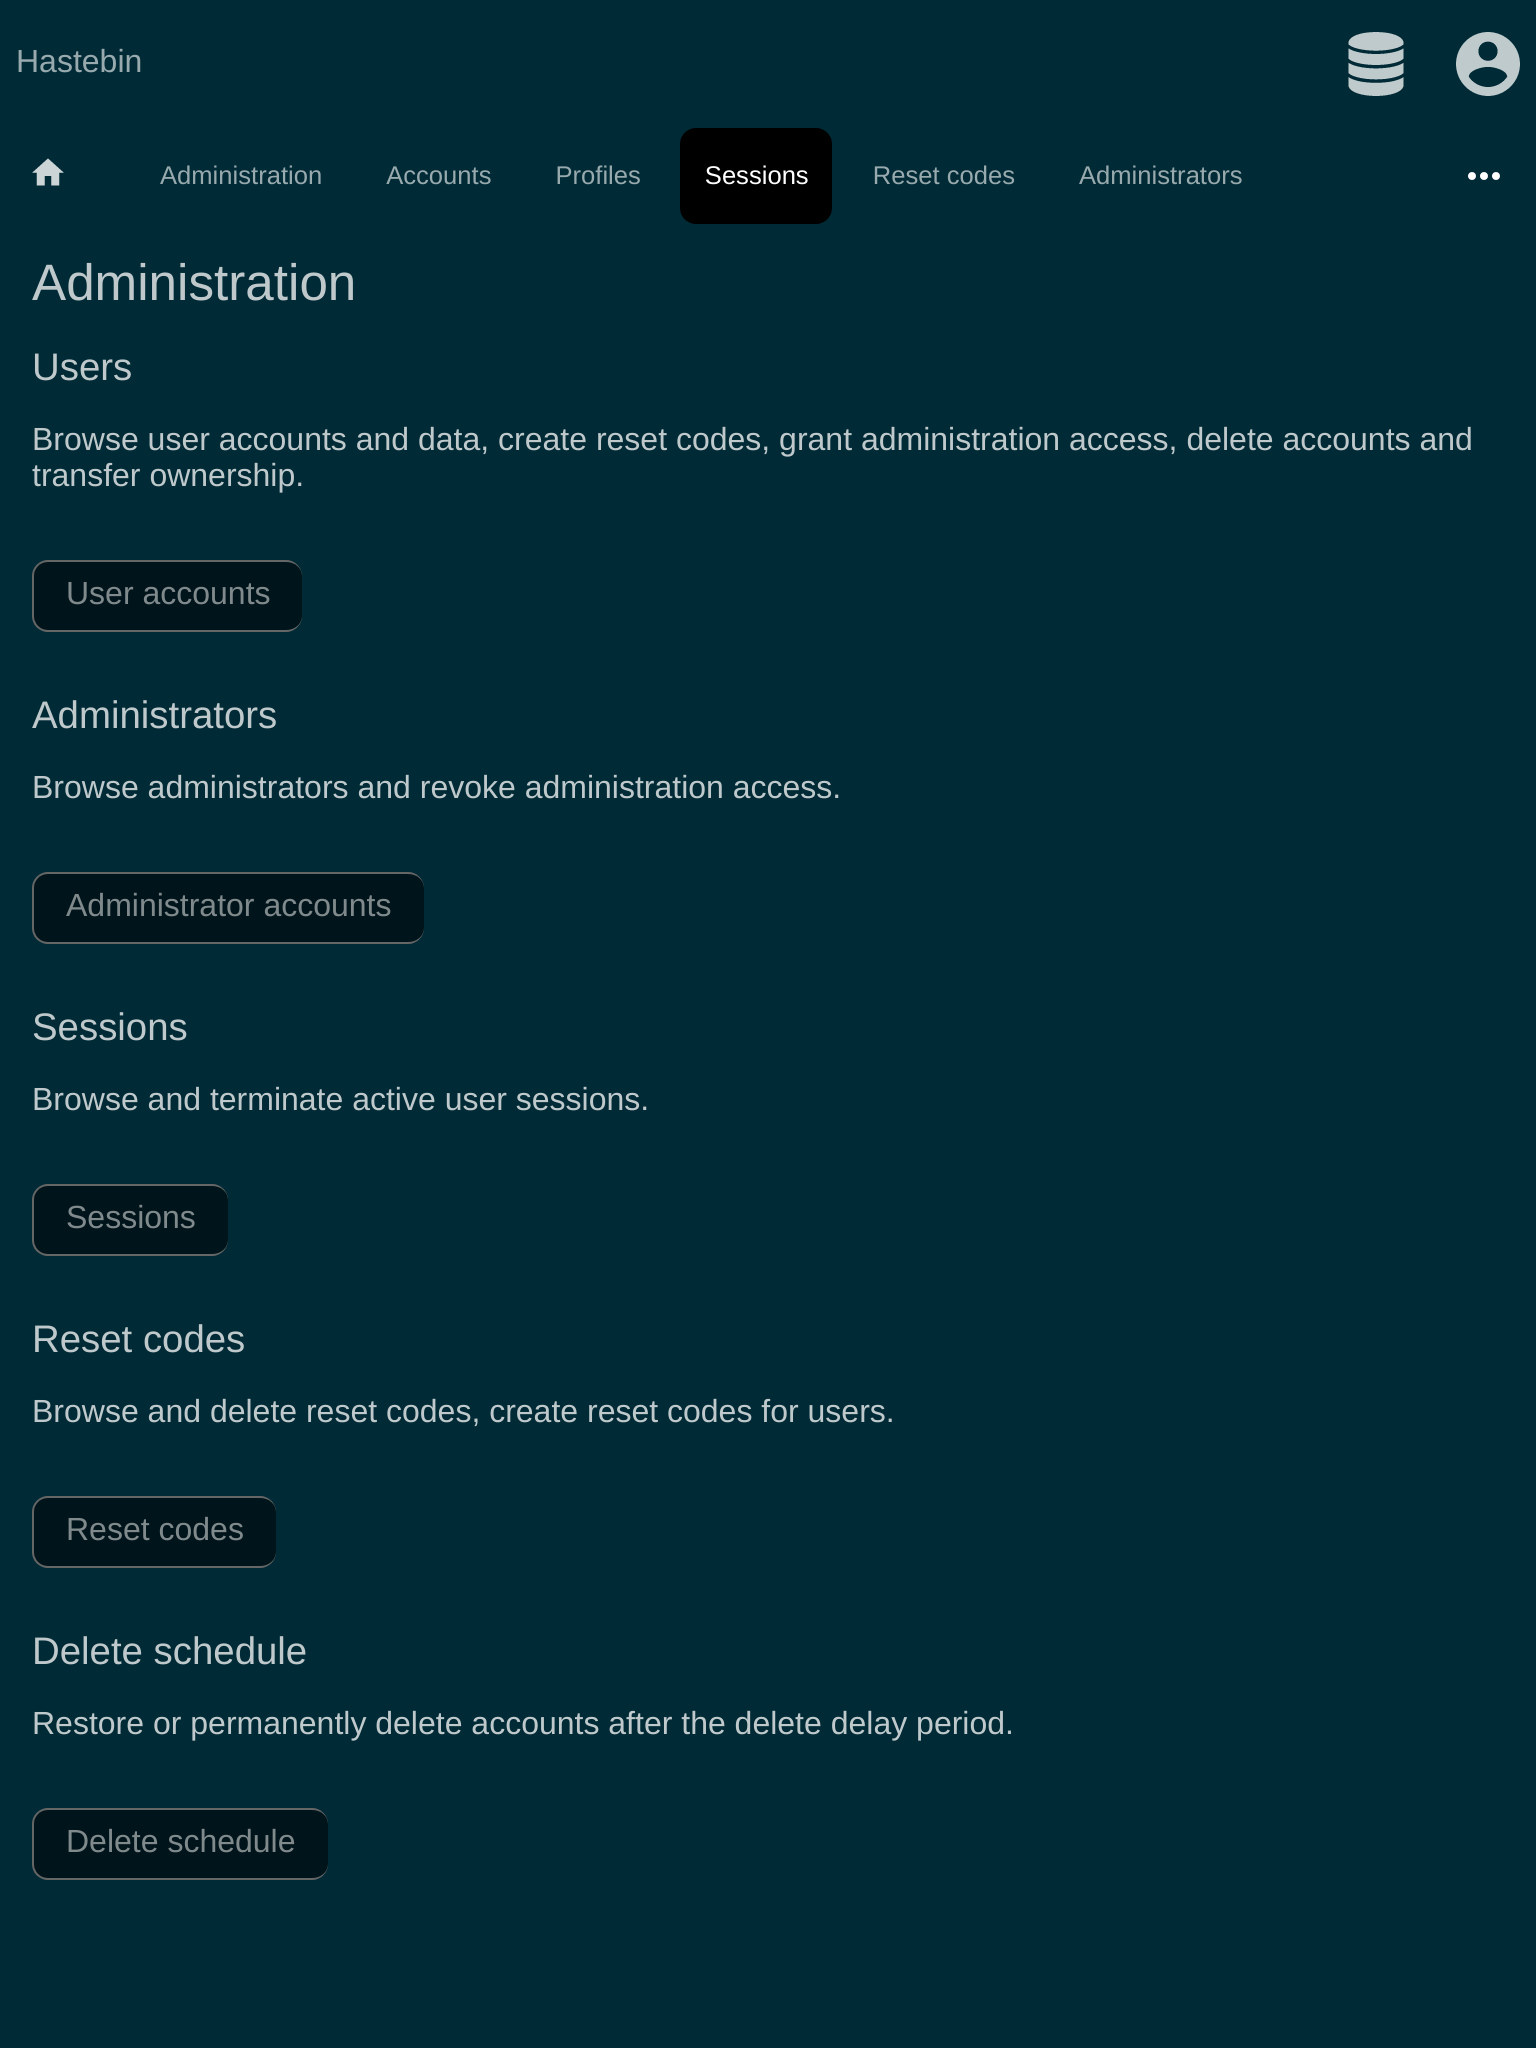 Hastebin
Administration Accounts Profiles Sessions Reset codes Administrators
Administration
Users
Browse user accounts and data, create reset codes, grant administration access, delete accounts and
transfer ownership.
User accounts
Administrators
Browse administrators and revoke administration access.
Administrator accounts
Sessions
Browse and terminate active user sessions.
Sessions
Reset codes
Browse and delete reset codes, create reset codes for users.
Reset codes
Delete schedule
Restore or permanently delete accounts after the delete delay period.
Delete schedule